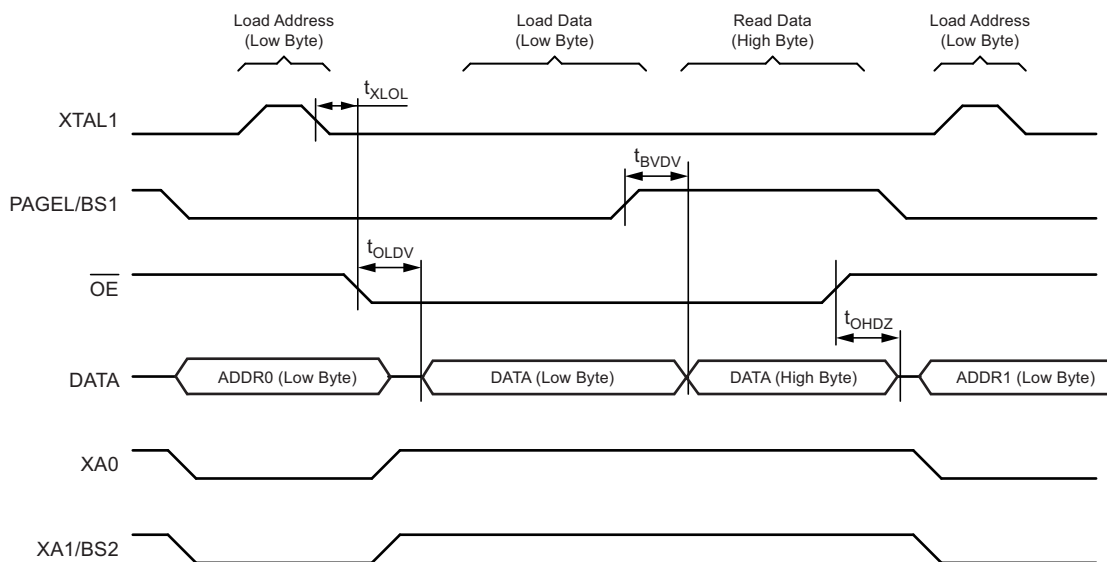 Load Address
(Low Byte)
Load Data
(Low Byte)
Read Data
(High Byte)
Load Address
(Low Byte)
tXLOL
XTAL1
tBVDV
PAGEL/BS1
tOLDV
OE
tOHDZ
DATA
ADDR0 (Low Byte)
DATA (Low Byte)
DATA (High Byte)
ADDR1 (Low Byte)
XA0
XA1/BS2